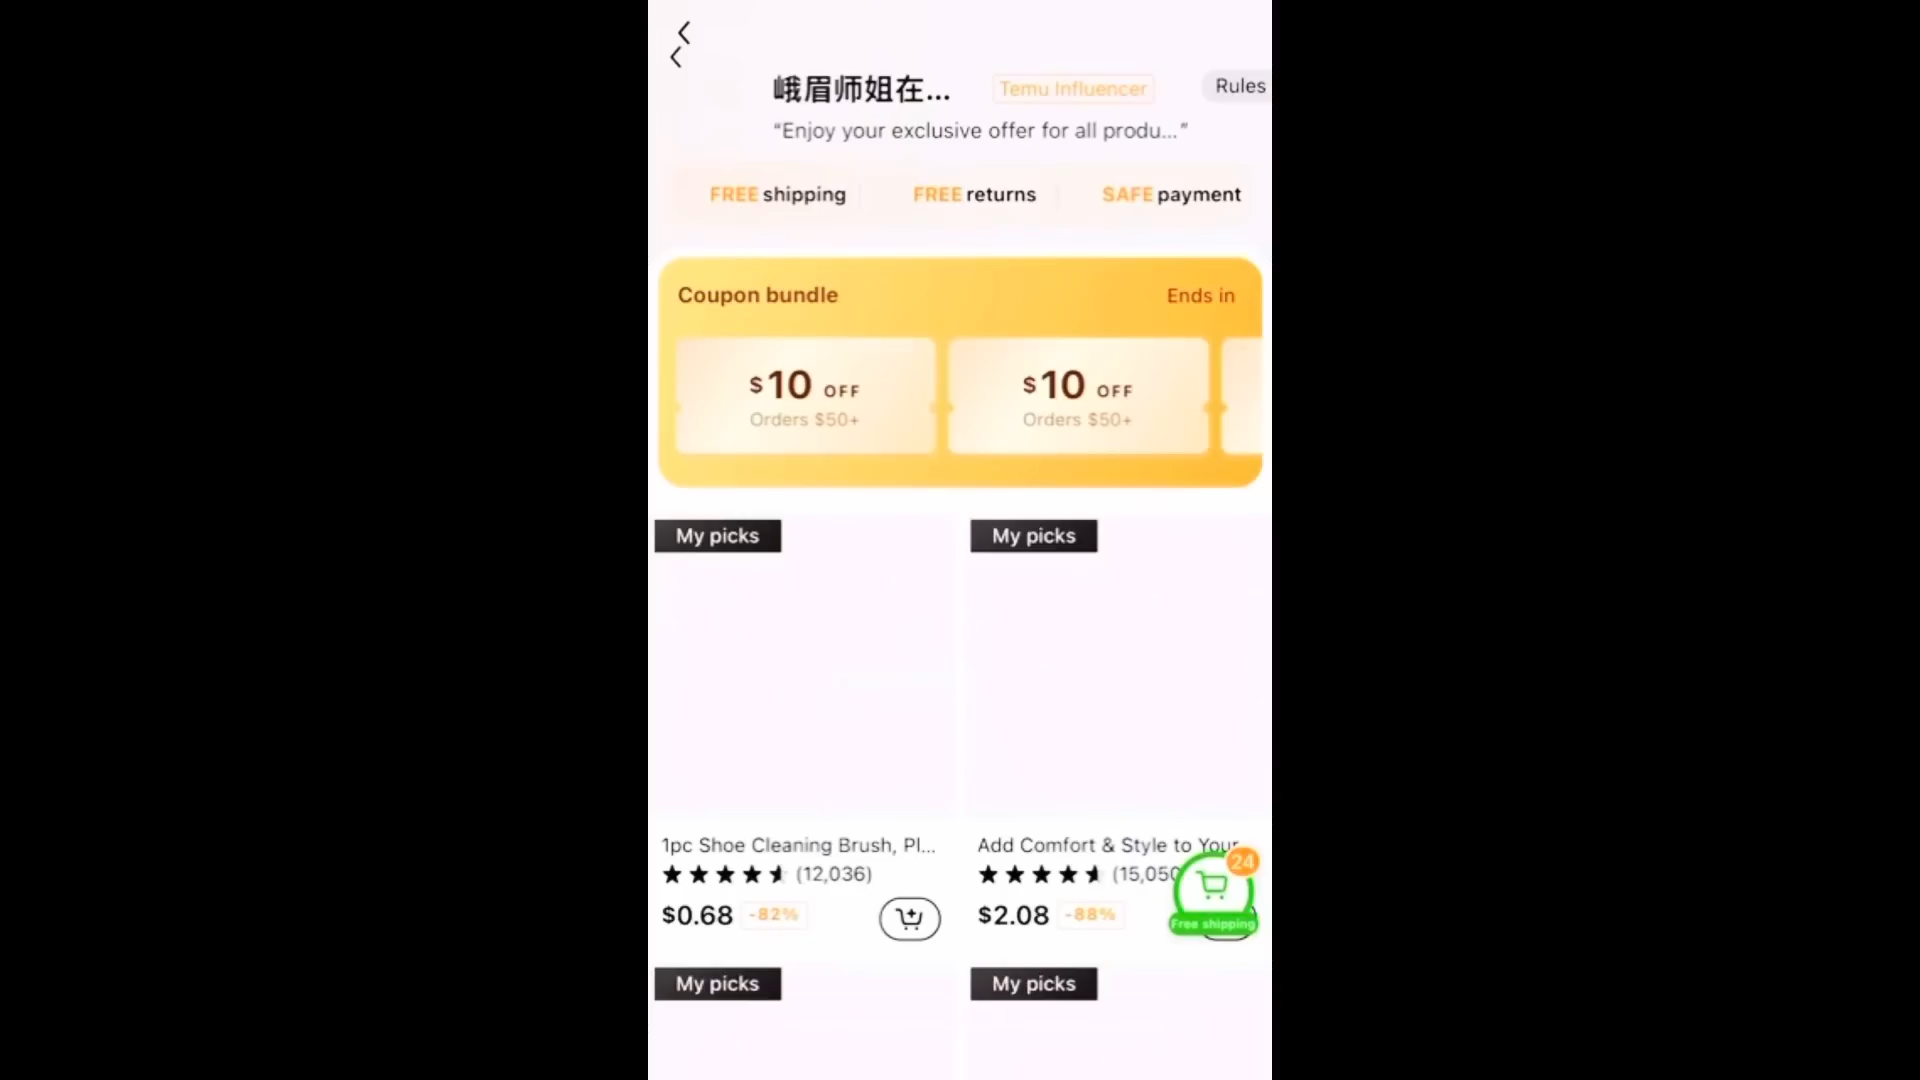 峨眉师姐在... Temu Influencer Rules
“Enjoy your exclusive offer for all produ...”
FREE shipping FREE returns SAFE payment
Coupon bundle Ends in
$10 OFF $10 OFF
Orders $50+ Orders $50+
My picks My picks
1pc Shoe Cleaning Brush, Pl... Add Comfort & Style to Your
(12,036) (15,050
24
$0.68 -82% $2.08 -88%
Free shipping
My picks My picks